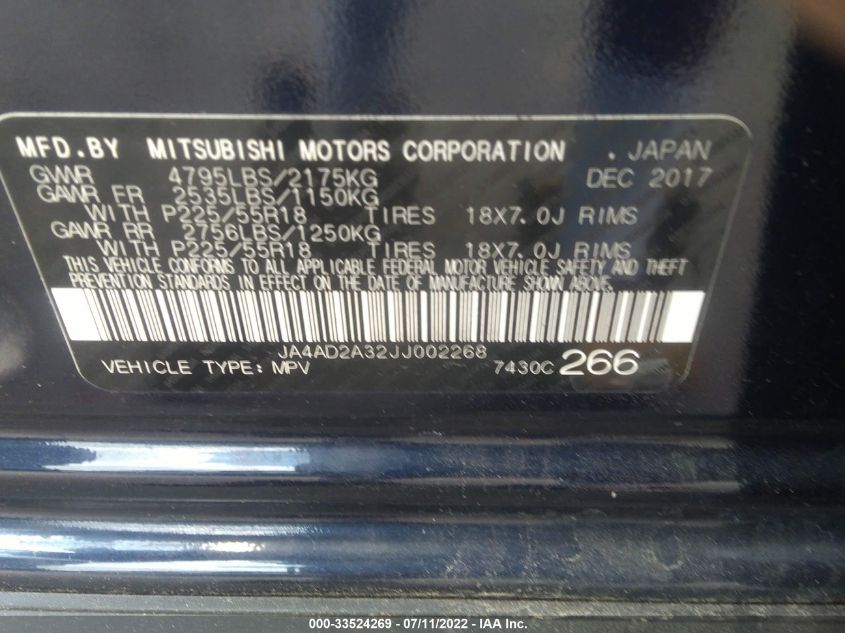 MFD.BY MITSUBISHI MOTORS CORPORATION . JAPAN
GVWR 4795LBS/2175KG DEC 2017
GAWR FR 2535LBS/1150KG
WITH P225/55R18 TIRES 18X7.0J RIMS
GAWR RR 2756LBS/1250KG
WITH P225/55R18 TIRES 18X7.0J RIMS
THIS VEHICLE CONFORMS TO ALL APPLICABLE FEDERAL MOTOR VEHICLE SAFETY AND THEFT
PREVENTION STANDARDS IN EFFECT ON THE DATE OF MANUFACTURE SHOWN ABOVE.
JA4AD2A32JJ002268
VEHICLE TYPE: MPV 7430C 266
000-33524269 - 07/11/2022 - IAA Inc.